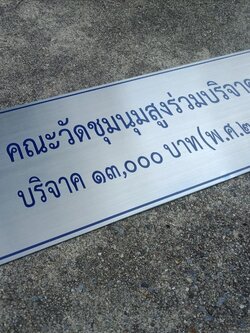 คณะวัดชุมนุมสูงร่วมบริจาค
บริจาค ๑๓,๐๐๐ บาท(พ.ศ.๒